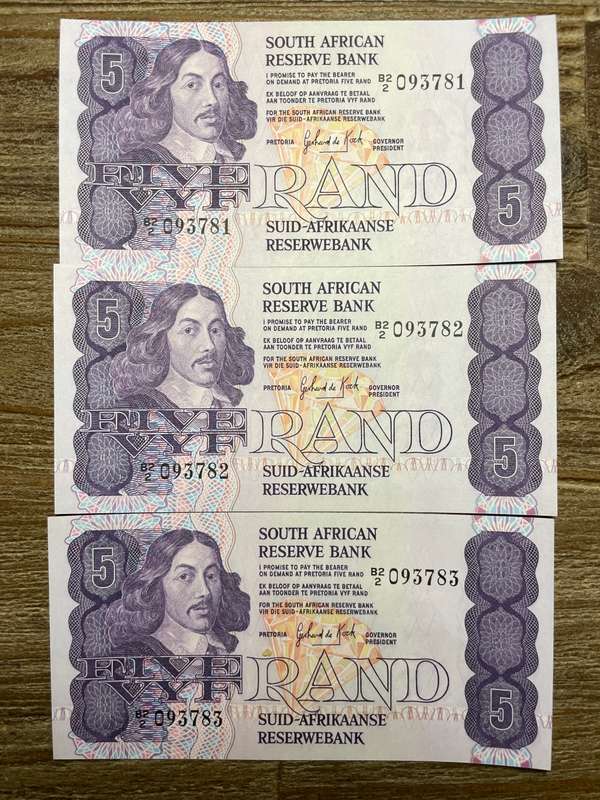 5
SOUTH AFRICAN
RESERVE BANK
I PROMISE TO PAY THE BEARER
ON DEMAND AT PRETORIA FIVE RAND
B2/2 093781
EK BELOOF OP AANVRAAG TE BETAAL
AAN TOONDER TE PRETORIA VYF RAND
FOR THE SOUTH AFRICAN RESERVE BANK
VIR DIE SUID-AFRIKAANSE RESERWEBANK
PRETORIA Gerhard de Kock GOVERNOR
PRESIDENT
FIVE
VYF
RAND
5
B2/2 093781
SUID-AFRIKAANSE
RESERWEBANK
5
SOUTH AFRICAN
RESERVE BANK
I PROMISE TO PAY THE BEARER
ON DEMAND AT PRETORIA FIVE RAND
B2/2 093782
EK BELOOF OP AANVRAAG TE BETAAL
AAN TOONDER TE PRETORIA VYF RAND
FOR THE SOUTH AFRICAN RESERVE BANK
VIR DIE SUID-AFRIKAANSE RESERWEBANK
PRETORIA Gerhard de Kock GOVERNOR
PRESIDENT
FIVE
VYF
RAND
5
B2/2 093782
SUID-AFRIKAANSE
RESERWEBANK
5
SOUTH AFRICAN
RESERVE BANK
I PROMISE TO PAY THE BEARER
ON DEMAND AT PRETORIA FIVE RAND
B2/2 093783
EK BELOOF OP AANVRAAG TE BETAAL
AAN TOONDER TE PRETORIA VYF RAND
FOR THE SOUTH AFRICAN RESERVE BANK
VIR DIE SUID-AFRIKAANSE RESERWEBANK
PRETORIA Gerhard de Kock GOVERNOR
PRESIDENT
FIVE
VYF
RAND
5
B2/2 093783
SUID-AFRIKAANSE
RESERWEBANK